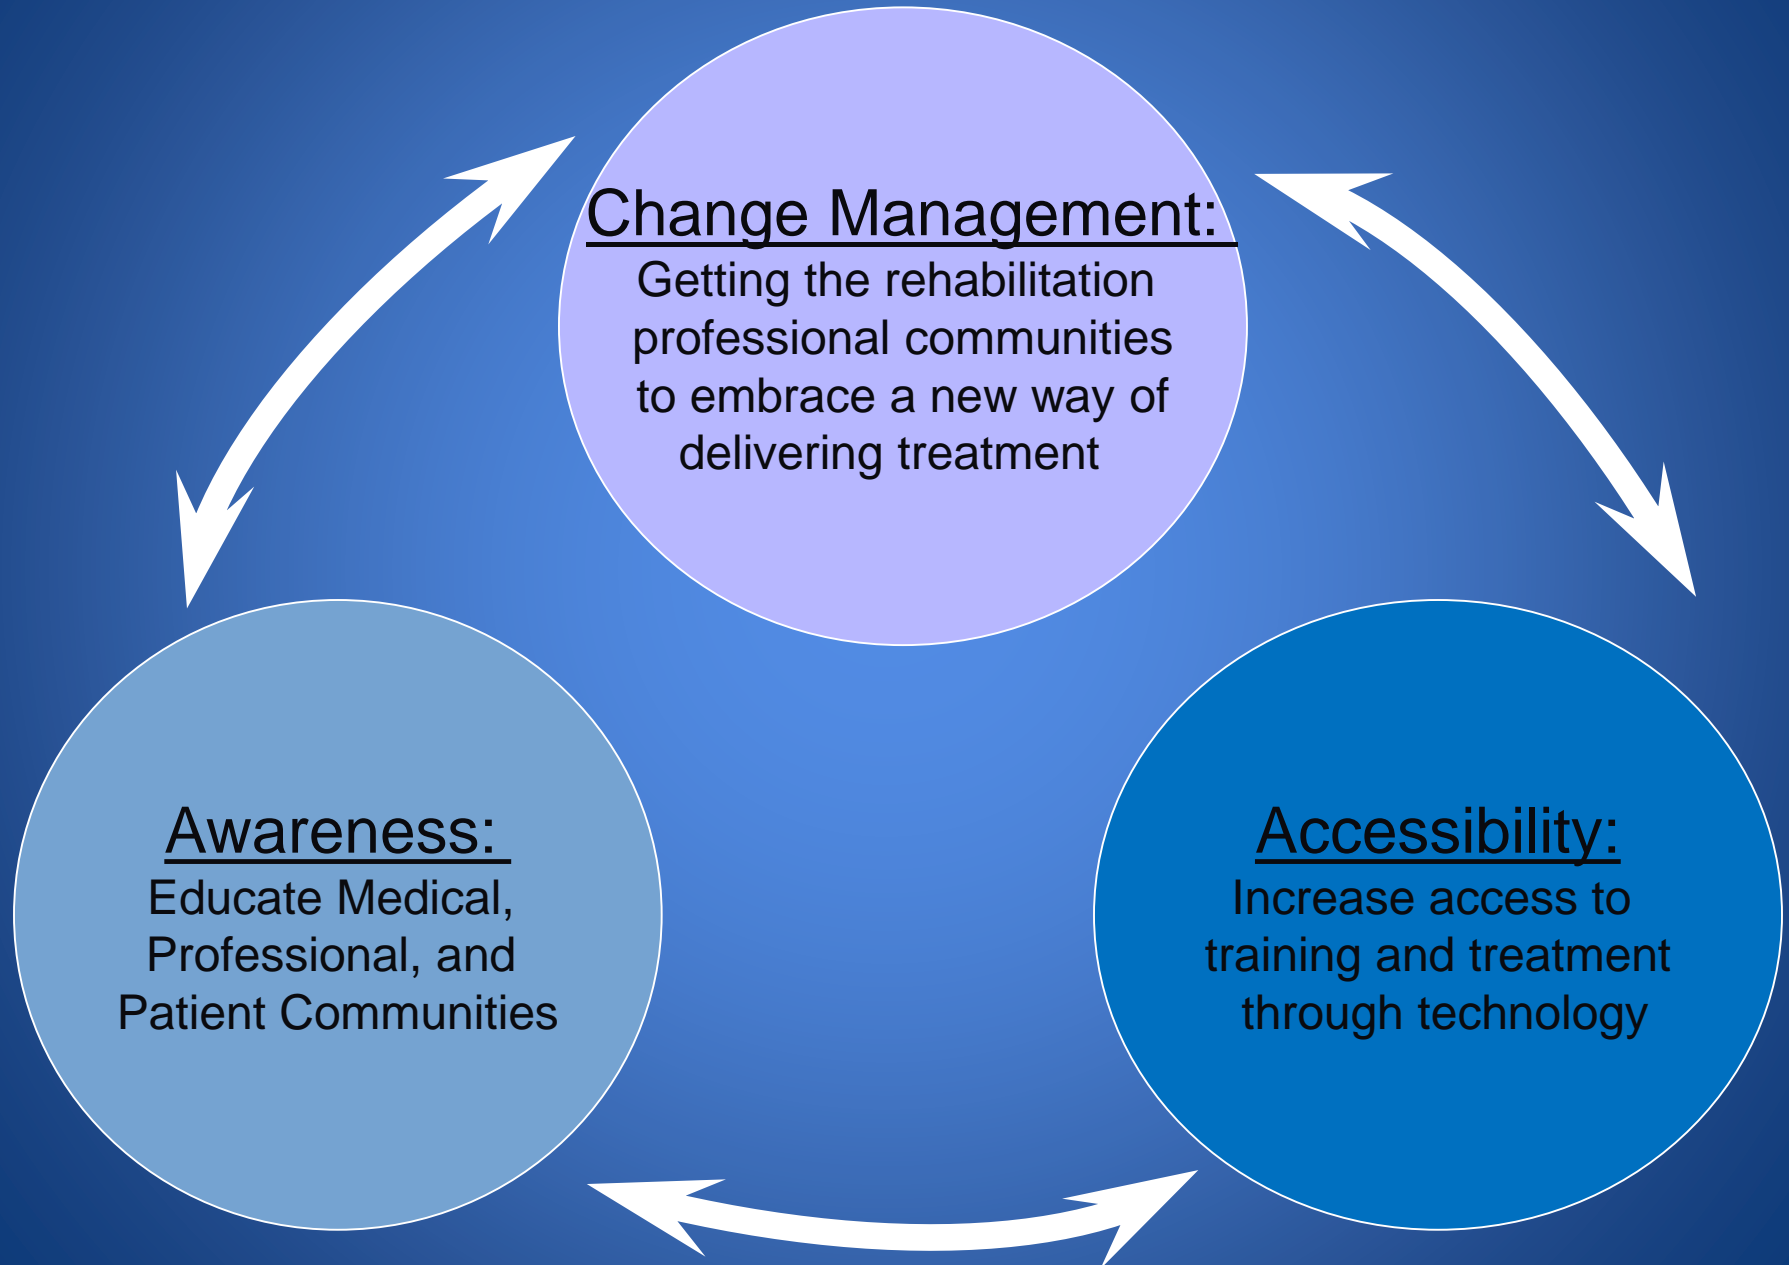 Change Management:
Getting the rehabilitation
professional communities
to embrace a new way of
delivering treatment
Awareness:
Educate Medical,
Professional, and
Patient Communities
Accessibility:
Increase access to
training and treatment
through technology